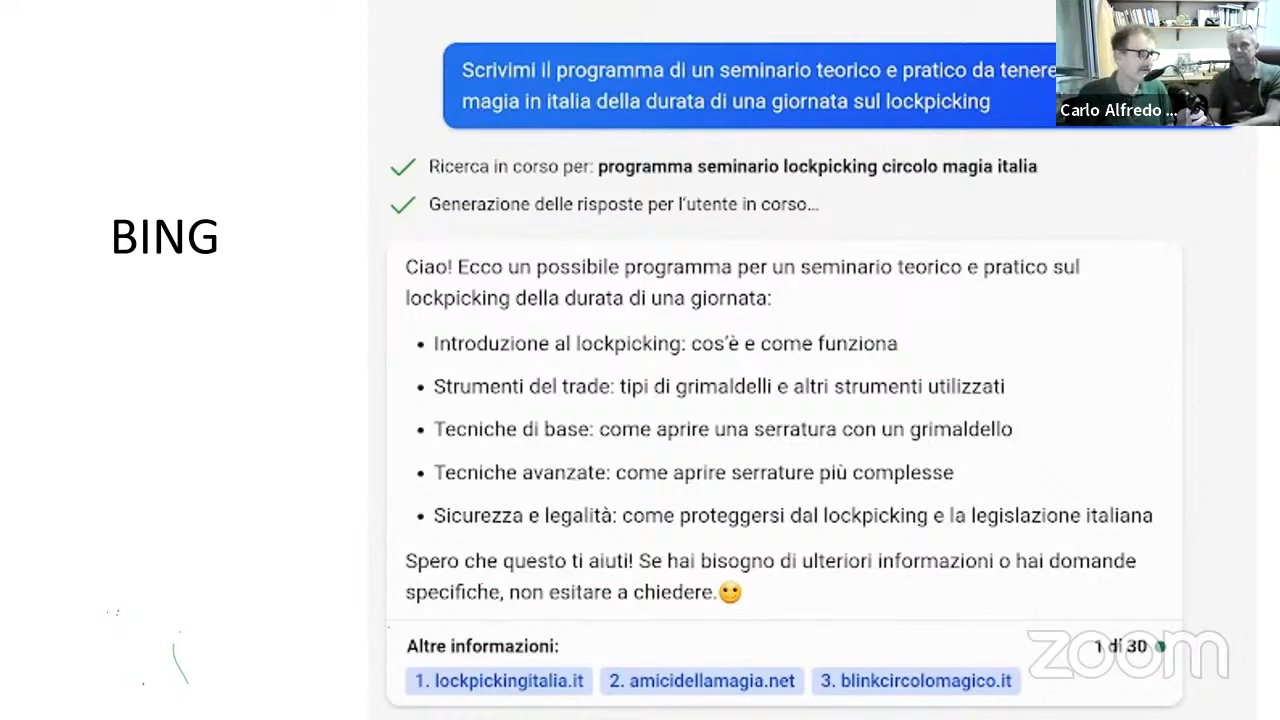 BING
Scrivimi il programma di un seminario teorico e pratico da tenere
magia in italia della durata di una giornata sul lockpicking
Carlo Alfredo ...
Ricerca in corso per: programma seminario lockpicking circolo magia italia
Generazione delle risposte per l'utente in corso...
Ciao! Ecco un possibile programma per un seminario teorico e pratico sul
lockpicking della durata di una giornata:
• Introduzione al lockpicking: cos'è e come funziona
• Strumenti del trade: tipi di grimaldelli e altri strumenti utilizzati
• Tecniche di base: come aprire una serratura con un grimaldello
• Tecniche avanzate: come aprire serrature più complesse
• Sicurezza e legalità: come proteggersi dal lockpicking e la legislazione italiana
Spero che questo ti aiuti! Se hai bisogno di ulteriori informazioni o hai domande
specifiche, non esitare a chiedere.😊
Altre informazioni:
1 di 30
1. lockpickingitalia.it 2. amicidellamagia.net 3. blinkcircolomagico.it
zoom